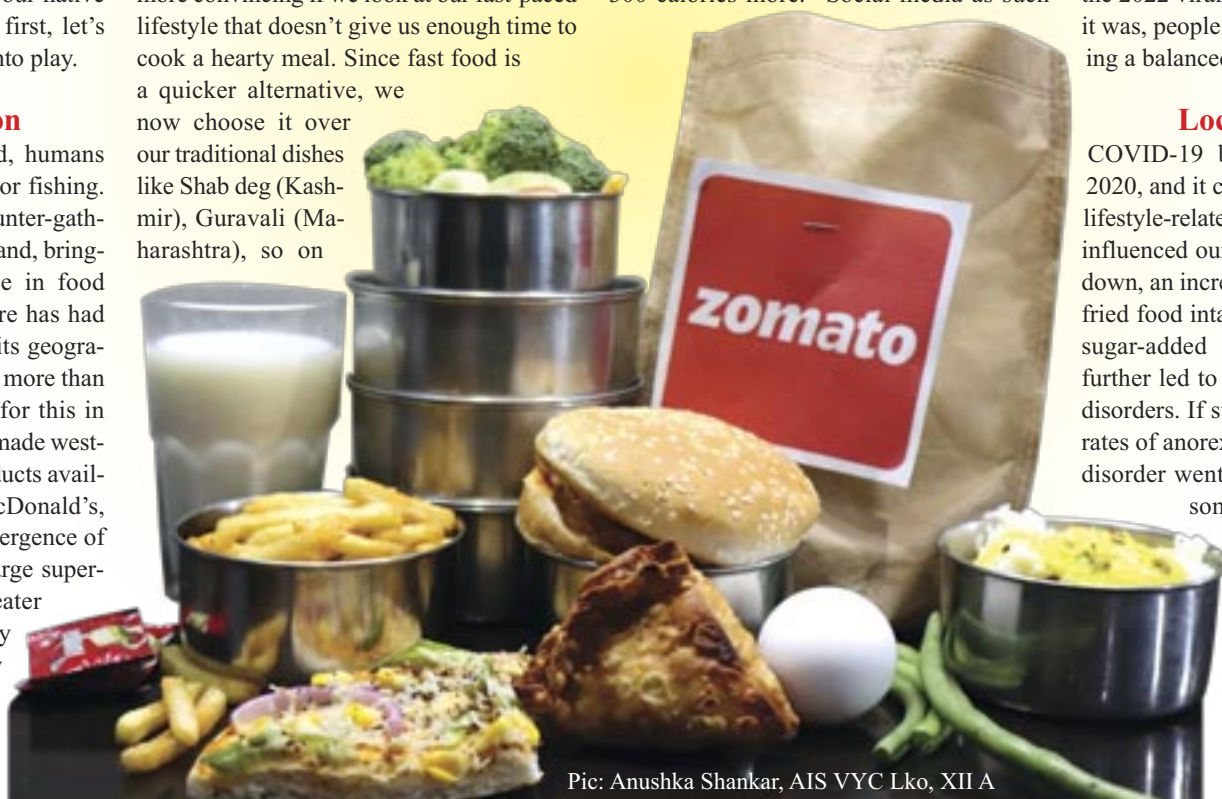 our native
first, let's
nto play.
on
d, humans
or fishing.
unter-gath-
and, bring-
e in food
re has had
its geogra-
more than
for this in
made west-
ducts avail-
cDonald's,
ergence of
arge super-
eater
y
more convincing if we look at our fast-paced
lifestyle that doesn't give us enough time to
cook a hearty meal. Since fast food is
a quicker alternative, we
now choose it over
our traditional dishes
like Shab deg (Kash-
mir), Guravali (Ma-
harashtra), so on
calories more." Social media as such
zomato
the 2022
it was, people
ing a balanced
Loc
COVID-19 b
2020, and it c
lifestyle-relate
influenced ou
down, an incre
fried food inta
sugar-added
further led to
disorders. If s
rates of anorex
disorder went
son
Pic: Anushka Shankar, AIS VYC Lko, XII A